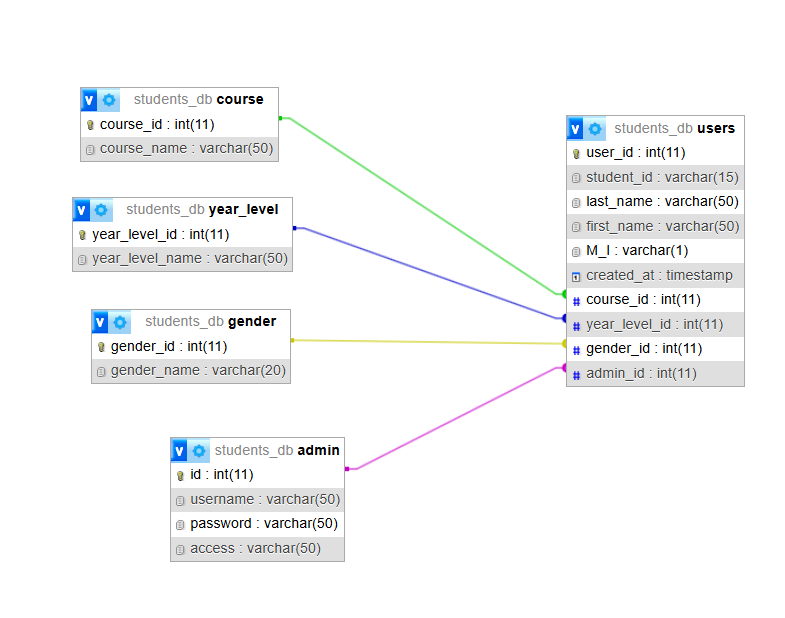 v students_db course
course_id : int(11)
course_name : varchar(50)
v students_db year_level
year_level_id : int(11)
year_level_name : varchar(50)
v students_db gender
gender_id : int(11)
gender_name : varchar(20)
v students_db admin
id : int(11)
username : varchar(50)
password : varchar(50)
access : varchar(50)
v students_db users
user_id : int(11)
student_id : varchar(15)
last_name : varchar(50)
first_name : varchar(50)
M_I : varchar(1)
created_at : timestamp
# course_id : int(11)
# year_level_id : int(11)
# gender_id : int(11)
# admin_id : int(11)